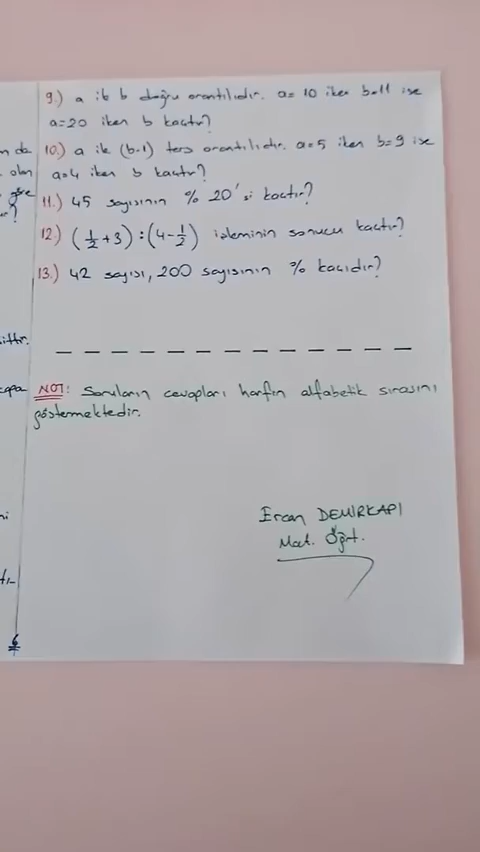 9.) a ile b doğru orantılıdır. a=10 iken b=11 ise
a=20 iken b kaçtır?
10.) a ile (b-1) ters orantılıdır. a=5 iken b=9 ise
a=4 iken b kaçtır?
11.) 45 sayısının % 20'si kaçtır?
12.) (1/2+3):(4-1/2) işleminin sonucu kaçtır?
13.) 42 sayısı, 200 sayısının % kaçıdır?
NOT: Soruların cevapları harfin alfabetik sırasını
göstermektedir.
Ercan DEMİRKAPI
Mat. Öğrt.